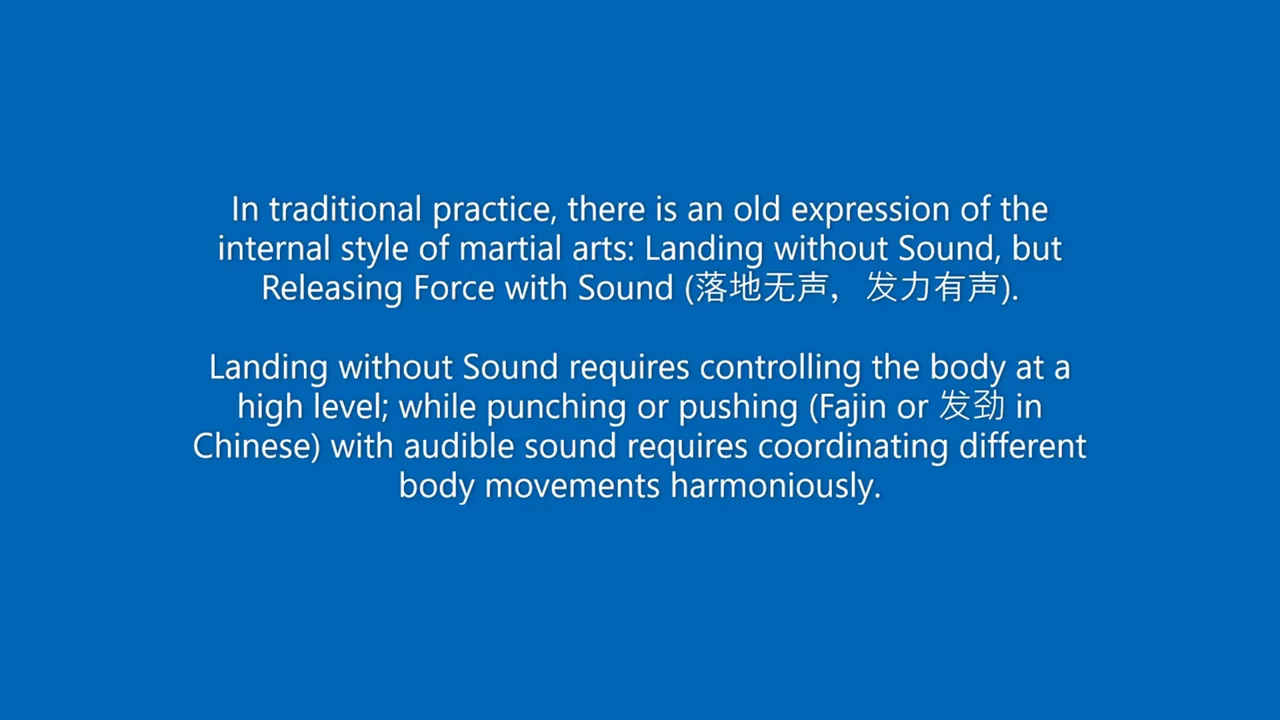 In traditional practice, there is an old expression of the
internal style of martial arts: Landing without Sound, but
Releasing Force with Sound (落地无声，发力有声).
Landing without Sound requires controlling the body at a
high level; while punching or pushing (Fajin or 发劲 in
Chinese) with audible sound requires coordinating different
body movements harmoniously.